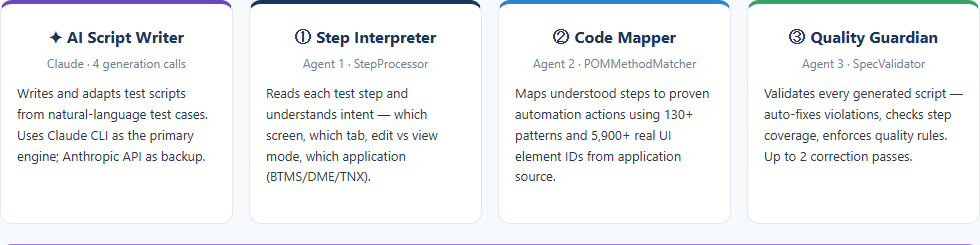 ✦ AI Script Writer
Claude · 4 generation calls
Writes and adapts test scripts
from natural-language test cases.
Uses Claude CLI as the primary
engine; Anthropic API as backup.
① Step Interpreter
Agent 1 · StepProcessor
Reads each test step and
understands intent — which
screen, which tab, edit vs view
mode, which application
(BTMS/DME/TNX).
② Code Mapper
Agent 2 · POMMethodMatcher
Maps understood steps to proven
automation actions using 130+
patterns and 5,900+ real UI
element IDs from application
source.
③ Quality Guardian
Agent 3 · SpecValidator
Validates every generated script —
auto-fixes violations, checks step
coverage, enforces quality rules.
Up to 2 correction passes.